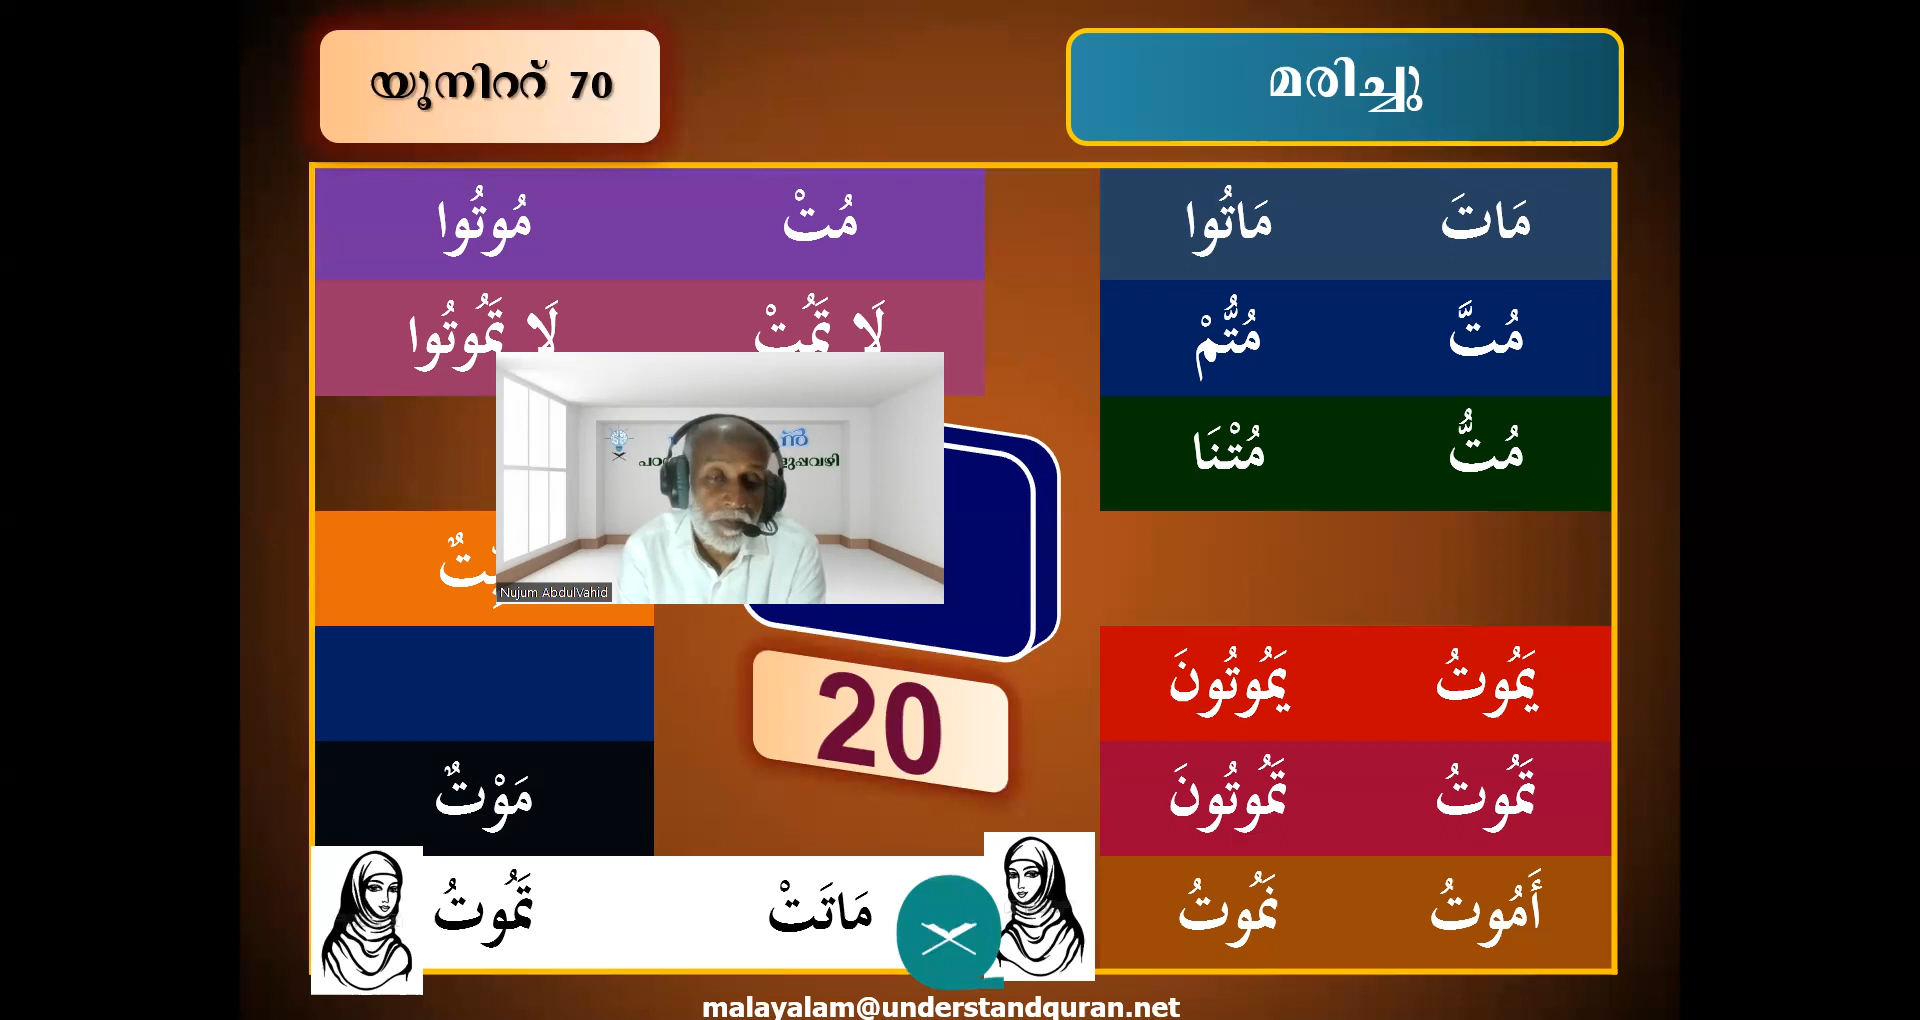 യൂനിററ് 70
മരിച്ചു
مَاتَ مَاتُوا مُتْ مُوتُوا
مُتَّ مُتُّمْ لَا تَمُتْ لَا تَمُوتُوا
مُتُّ مُتْنَا
يَمُوتُ يَمُوتُونَ
تَمُوتُ تَمُوتُونَ مَوْتٌ
أَمُوتُ نَمُوتُ مَاتَتْ تَمُوتُ
20
Nujum AbdulVahid
malayalam@understandquran.net